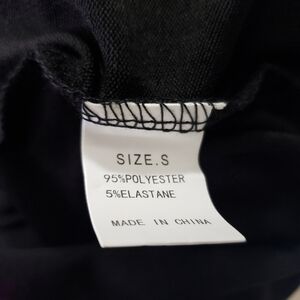 SIZE.S
95%POLYESTER
5%ELASTANE
MADE IN CHINA